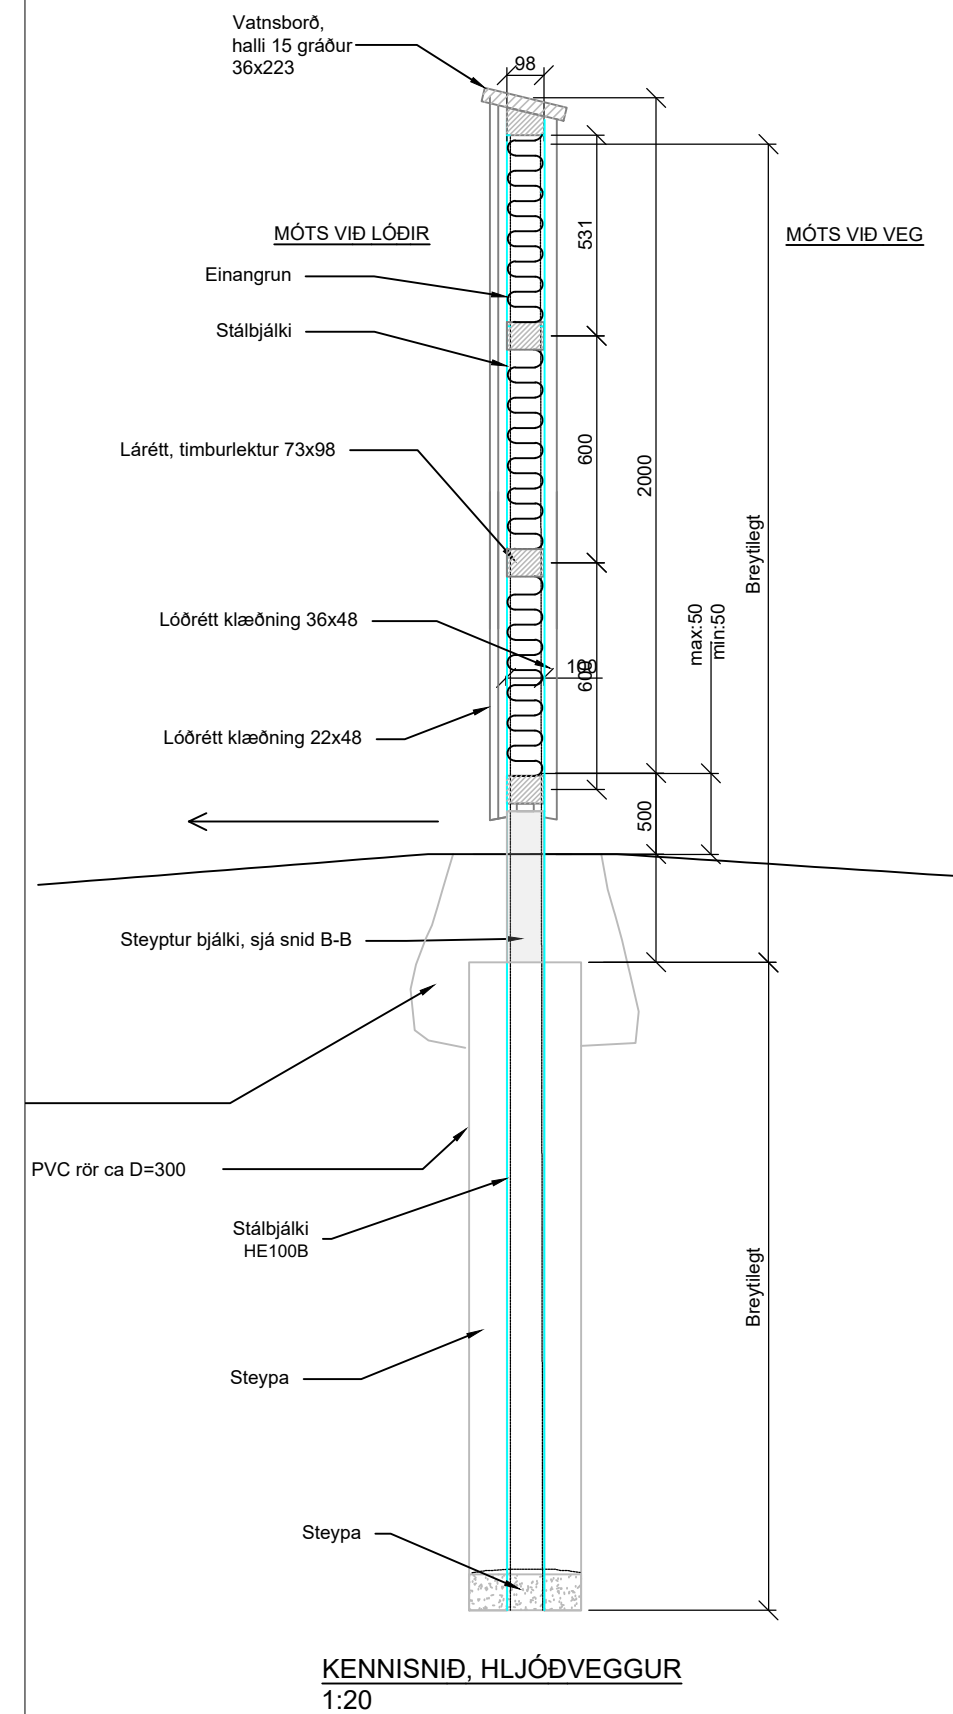 Vatnsborð,
halli 15 gráður
36x223
98
MÓTS VIÐ LÓÐIR
MÓTS VIÐ VEG
531
Einangrun
Stálbjálki
Lárétt, timburlektur 73x98
600
2000
Breytilegt
Lóðrétt klæðning 36x48
max:50
min:50
100
600
Lóðrétt klæðning 22x48
500
Steyptur bjálki, sjá snid B-B
PVC rör ca D=300
Stálbjálki
HE100B
Breytilegt
Steypa
Steypa
KENNISNIÐ, HLJÓÐVEGGUR
1:20